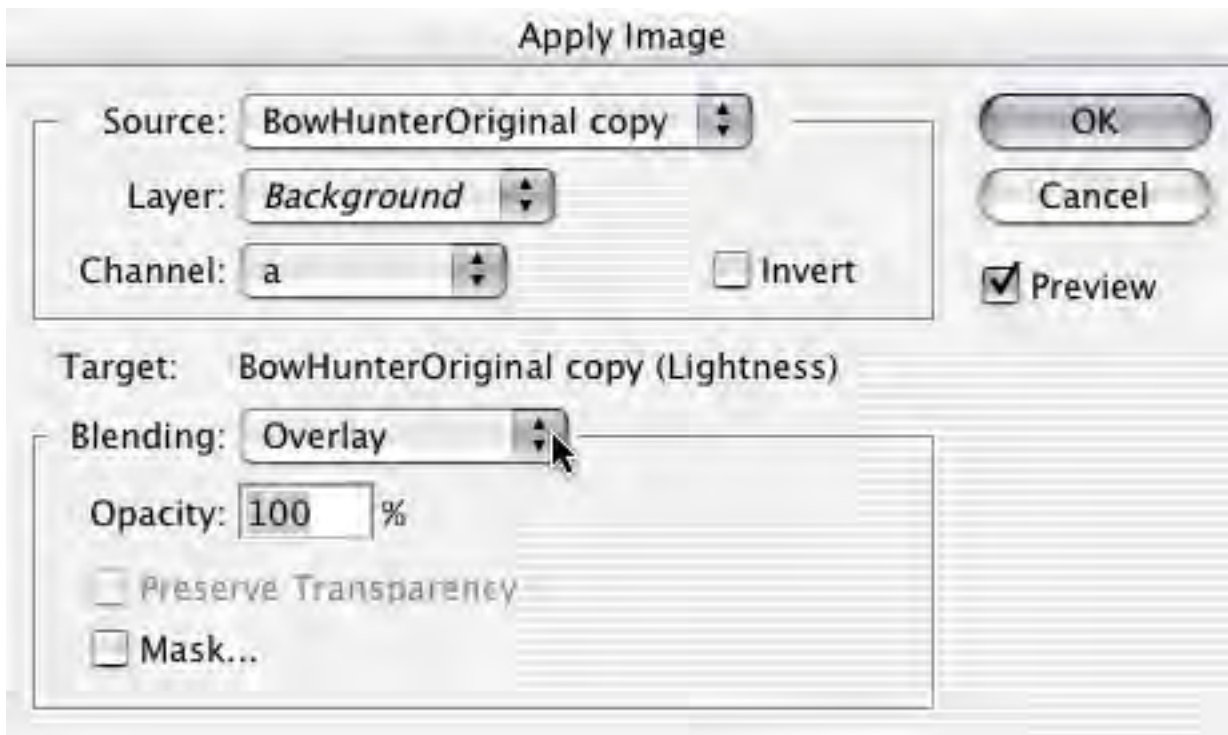 Apply Image
Source: BowHunterOriginal copy
OK
Layer: Background
Cancel
Channel: a
Invert
Preview
Target: BowHunterOriginal copy (Lightness)
Blending: Overlay
Opacity: 100 %
Preserve Transparency
Mask...